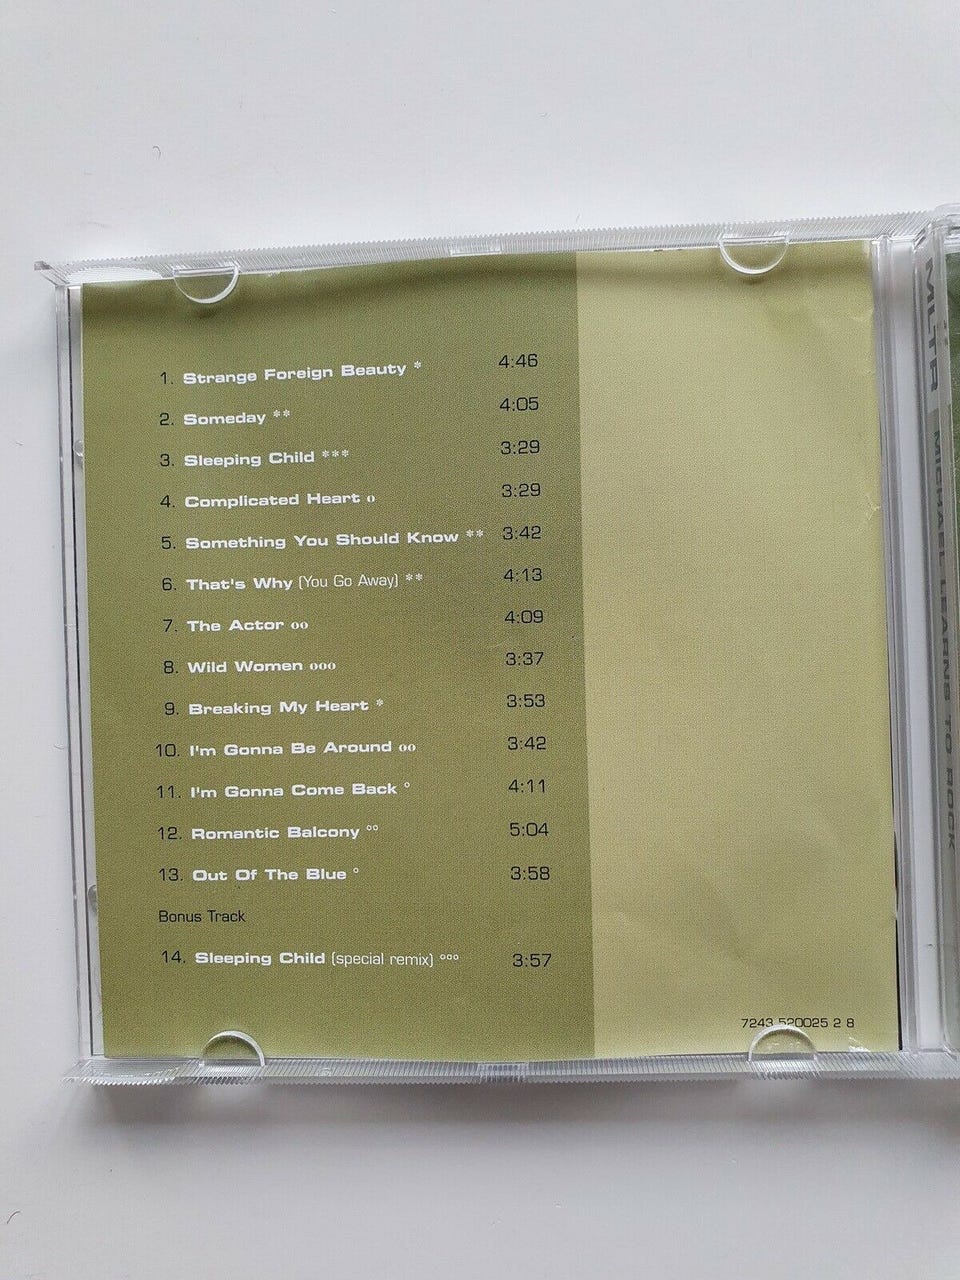 1. Strange Foreign Beauty * 4:46
2. Someday ** 4:05
3. Sleeping Child *** 3:29
4. Complicated Heart o 3:29
5. Something You Should Know ** 3:42
6. That's Why (You Go Away) ** 4:13
7. The Actor oo 4:09
8. Wild Women ooo 3:37
9. Breaking My Heart * 3:53
10. I'm Gonna Be Around oo 3:42
11. I'm Gonna Come Back ° 4:11
12. Romantic Balcony °° 5:04
13. Out Of The Blue ° 3:58
Bonus Track
14. Sleeping Child (special remix) °°° 3:57
7243 520025 2 8
MLTR MICHAEL LEARNS TO ROCK